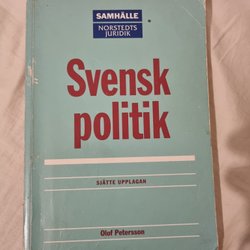 SAMHÄLLE
NORSTEDTS
JURIDIK
Svensk
politik
SJÄTTE UPPLAGAN
Olof Petersson